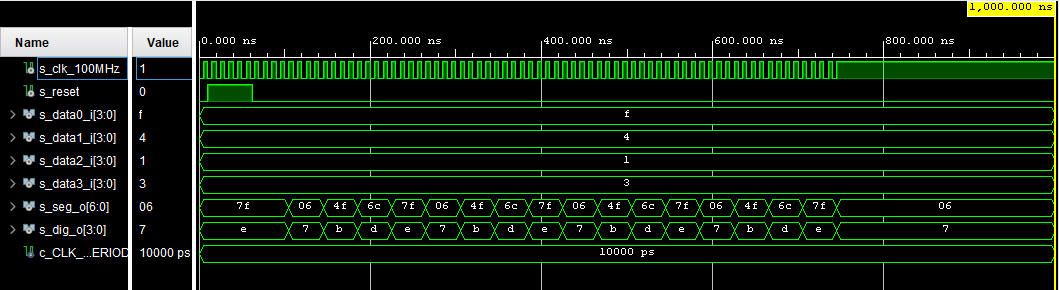 1,000.000 ns
Name Value 0.000 ns 200.000 ns 400.000 ns 600.000 ns 800.000 ns
s_clk_100MHz 1
s_reset 0
s_data0_i[3:0] f f
s_data1_i[3:0] 4 4
s_data2_i[3:0] 1 1
s_data3_i[3:0] 3 3
s_seg_o[6:0] 06 7f 06 4f 6c 7f 06 4f 6c 7f 06 4f 6c 7f 06 4f 6c 7f 06
s_dig_o[3:0] 7 e 7 b d e 7 b d e 7 b d e 7 b d e 7
c_CLK_...ERIOD 10000 ps 10000 ps